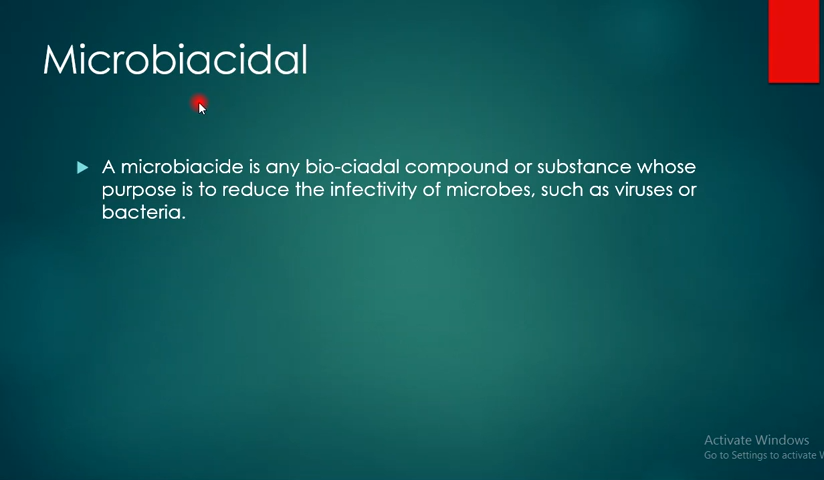 Microbiacidal
A microbiacide is any bio-ciadal compound or substance whose
purpose is to reduce the infectivity of microbes, such as viruses or
bacteria.
Activate Windows
Go to Settings to activate W